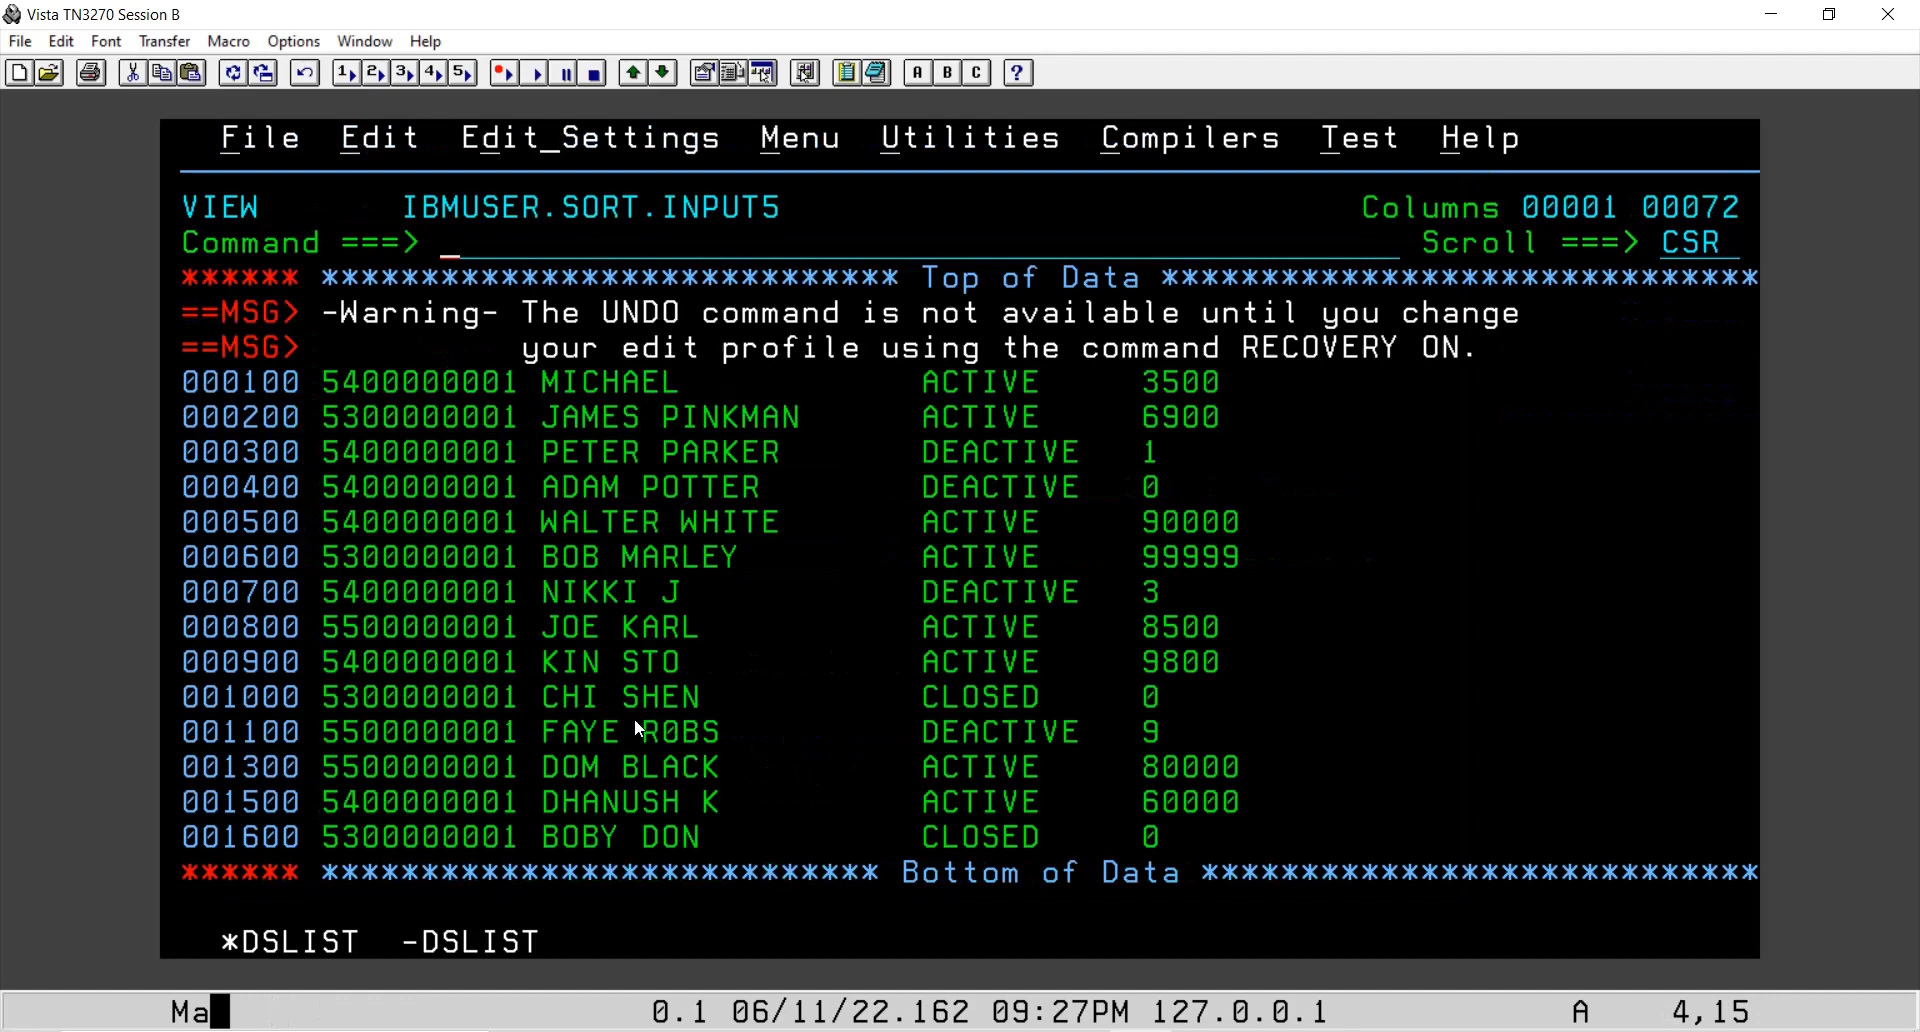 Vista TN3270 Session B
File Edit Font Transfer Macro Options Window Help
1 2 3 4 5 A B C ?
File Edit Edit_Settings Menu Utilities Compilers Test Help
VIEW IBMUSER.SORT.INPUT5 Columns 00001 00072
Command ===> Scroll ===> CSR
****** ***************************** Top of Data ******************************
==MSG> -Warning- The UNDO command is not available until you change
==MSG> your edit profile using the command RECOVERY ON.
000100 5400000001 MICHAEL ACTIVE 3500
000200 5300000001 JAMES PINKMAN ACTIVE 6900
000300 5400000001 PETER PARKER DEACTIVE 1
000400 5400000001 ADAM POTTER DEACTIVE 0
000500 5400000001 WALTER WHITE ACTIVE 90000
000600 5300000001 BOB MARLEY ACTIVE 99999
000700 5400000001 NIKKI J DEACTIVE 3
000800 5500000001 JOE KARL ACTIVE 8500
000900 5400000001 KIN STO ACTIVE 9800
001000 5300000001 CHI SHEN CLOSED 0
001100 5500000001 FAYE ROBS DEACTIVE 9
001300 5500000001 DOM BLACK ACTIVE 80000
001500 5400000001 DHANUSH K ACTIVE 60000
001600 5300000001 BOBY DON CLOSED 0
****** **************************** Bottom of Data ****************************
*DSLIST -DSLIST
Ma 0.1 06/11/22.162 09:27PM 127.0.0.1 A 4,15